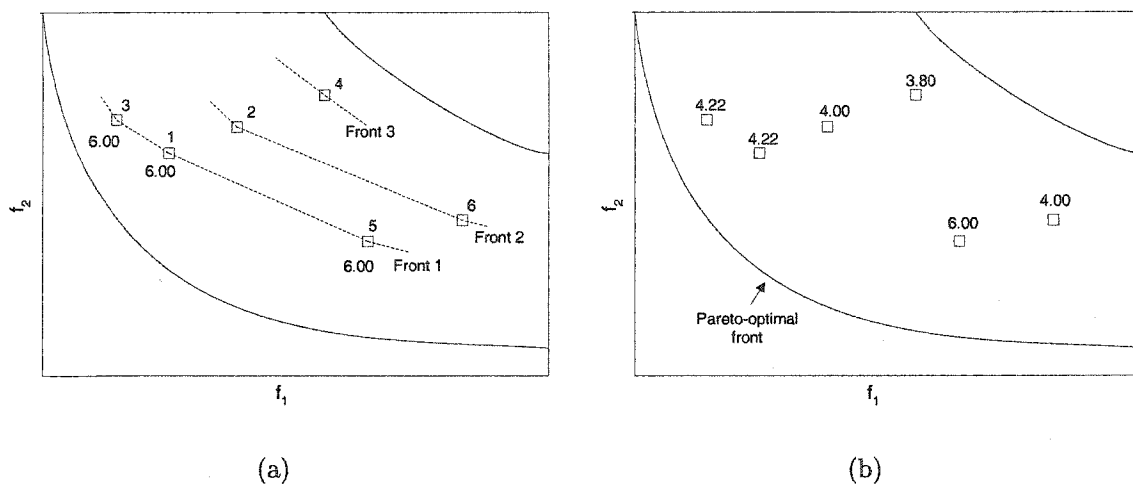 4
3
2
Front 3
1
6.00
6.00
6
5
Front 2
6.00
Front 1
f2
f1
(a)
3.80
4.22
4.00
4.22
4.00
6.00
Pareto-optimal
front
f2
f1
(b)